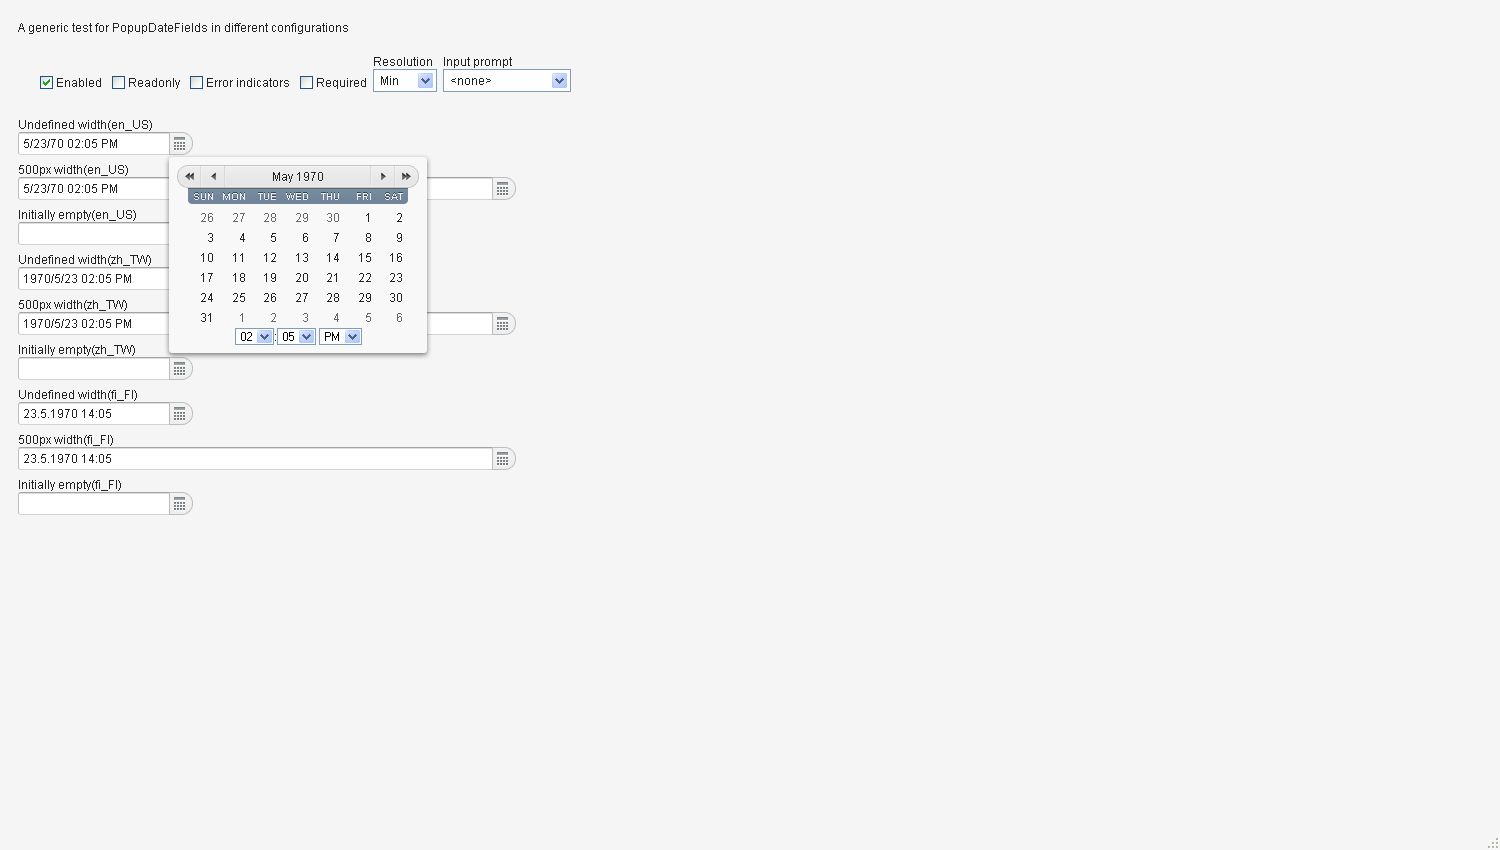 A generic test for PopupDateFields in different configurations
Resolution Input prompt
Enabled Readonly Error indicators Required Min <none>
Undefined width(en_US)
5/23/70 02:05 PM
500px width(en_US)
5/23/70 02:05 PM
Initially empty(en_US)
Undefined width(zh_TW)
1970/5/23 02:05 PM
500px width(zh_TW)
1970/5/23 02:05 PM
Initially empty(zh_TW)
May 1970
SUN MON TUE WED THU FRI SAT
26 27 28 29 30 1 2
3 4 5 6 7 8 9
10 11 12 13 14 15 16
17 18 19 20 21 22 23
24 25 26 27 28 29 30
31 1 2 3 4 5 6
02 : 05 PM
Undefined width(fi_FI)
23.5.1970 14:05
500px width(fi_FI)
23.5.1970 14:05
Initially empty(fi_FI)